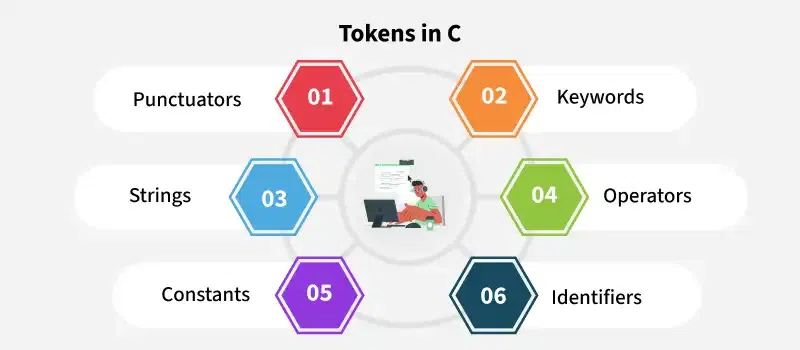 Tokens in C
Punctuators
01
02
Keywords
Strings
03
04
Operators
Constants
05
06
Identifiers